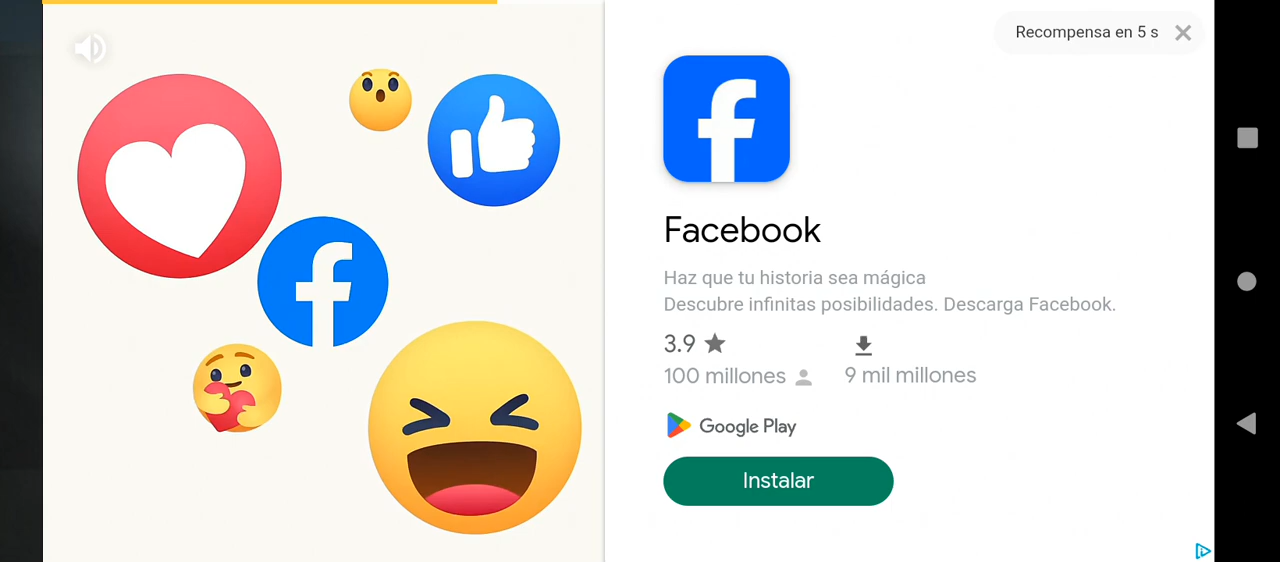 Recompensa en 5 s
Facebook
Haz que tu historia sea mágica
Descubre infinitas posibilidades. Descarga Facebook.
3.9
100 millones
9 mil millones
Google Play
Instalar